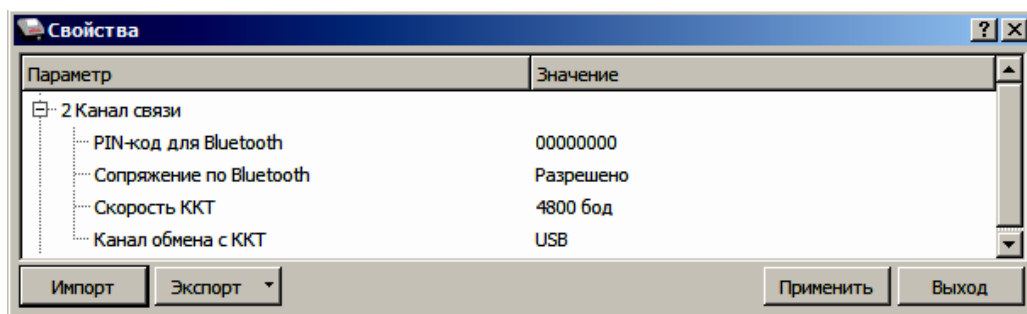 Свойства
Параметр Значение
2 Канал связи
PIN-код для Bluetooth 00000000
Сопряжение по Bluetooth Разрешено
Скорость ККТ 4800 бод
Канал обмена с ККТ USB
Импорт Экспорт Применить Выход